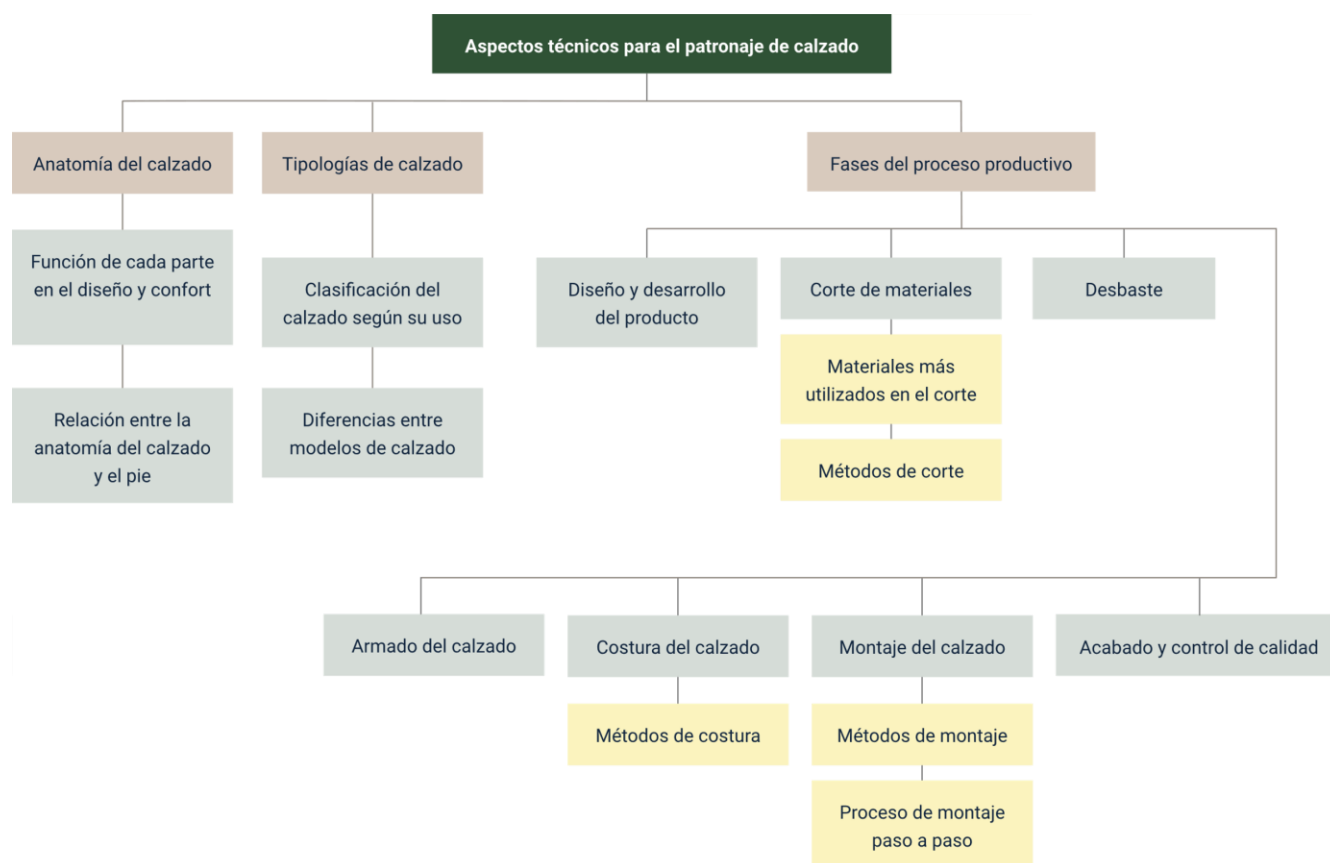 Aspectos técnicos para el patronaje de calzado
Anatomía del calzado
Tipologías de calzado
Fases del proceso productivo
Función de cada parte
en el diseño y confort
Clasificación del
calzado según su uso
Diseño y desarrollo
del producto
Corte de materiales
Desbaste
Materiales más
utilizados en el corte
Relación entre la
anatomía del calzado
y el pie
Diferencias entre
modelos de calzado
Métodos de corte
Armado del calzado
Costura del calzado
Montaje del calzado
Acabado y control de calidad
Métodos de costura
Métodos de montaje
Proceso de montaje
paso a paso